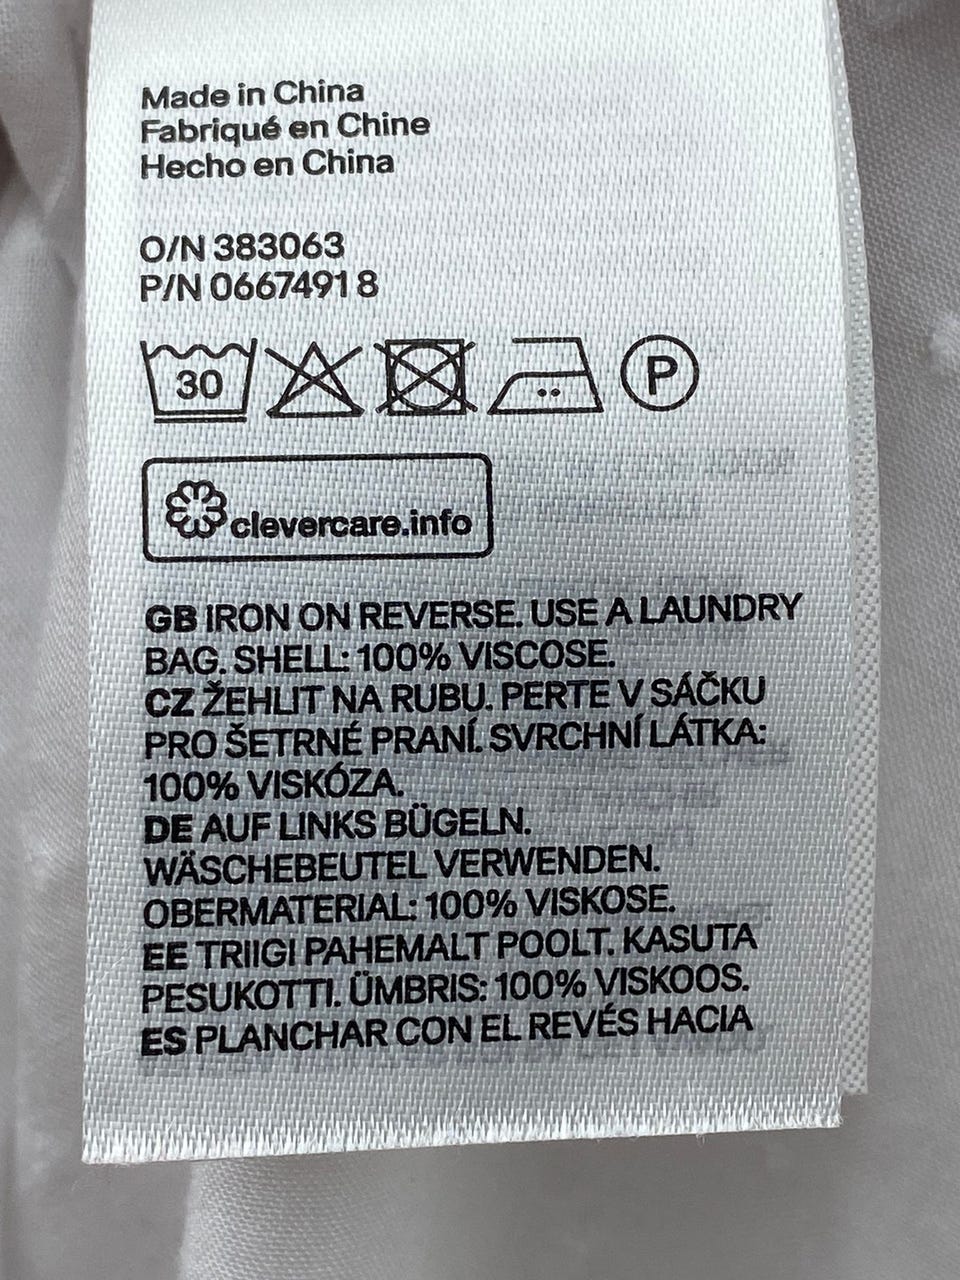 Made in China
Fabriqué en Chine
Hecho en China
O/N 383063
P/N 0667491 8
30
P
clevercare.info
GB IRON ON REVERSE. USE A LAUNDRY
BAG. SHELL: 100% VISCOSE.
CZ ŽEHLIT NA RUBU. PERTE V SÁČKU
PRO ŠETRNÉ PRANÍ. SVRCHNÍ LÁTKA:
100% VISKÓZA.
DE AUF LINKS BÜGELN.
WÄSCHEBEUTEL VERWENDEN.
OBERMATERIAL: 100% VISKOSE.
EE TRIIGI PAHEMALT POOLT. KASUTA
PESUKOTTI. ÜMBRIS: 100% VISKOOS.
ES PLANCHAR CON EL REVÉS HACIA